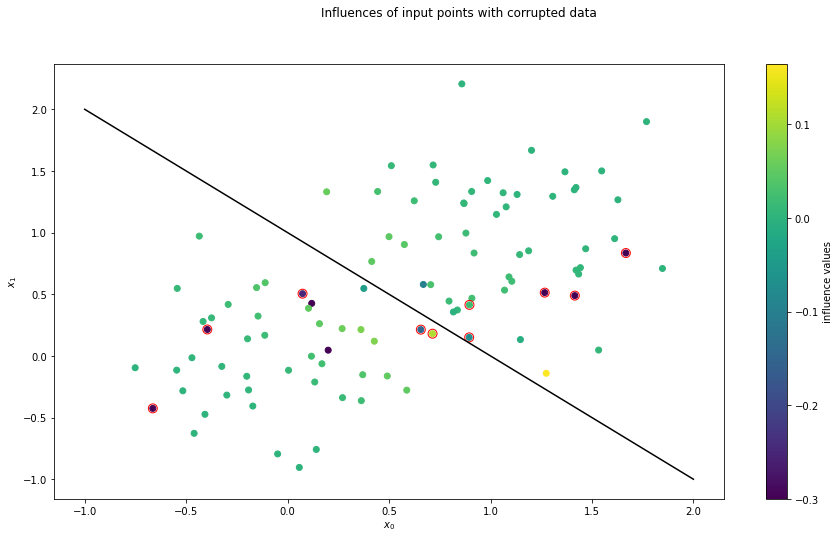 Influences of input points with corrupted data
2.0
1.5
1.0
0.5
0.0
−0.5
−1.0
x₁
−1.0 −0.5 0.0 0.5 1.0 1.5 2.0
x₀
0.1
0.0
−0.1
−0.2
−0.3
influence values